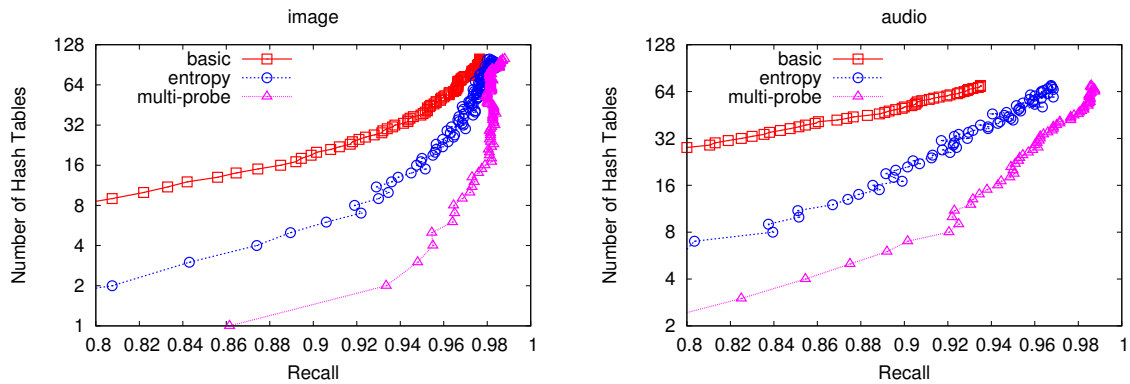 image
Number of Hash Tables
128
64
32
16
8
4
2
1
basic
entropy
multi-probe
0.8 0.82 0.84 0.86 0.88 0.9 0.92 0.94 0.96 0.98 1
Recall
audio
Number of Hash Tables
128
64
32
16
8
4
2
basic
entropy
multi-probe
0.8 0.82 0.84 0.86 0.88 0.9 0.92 0.94 0.96 0.98 1
Recall